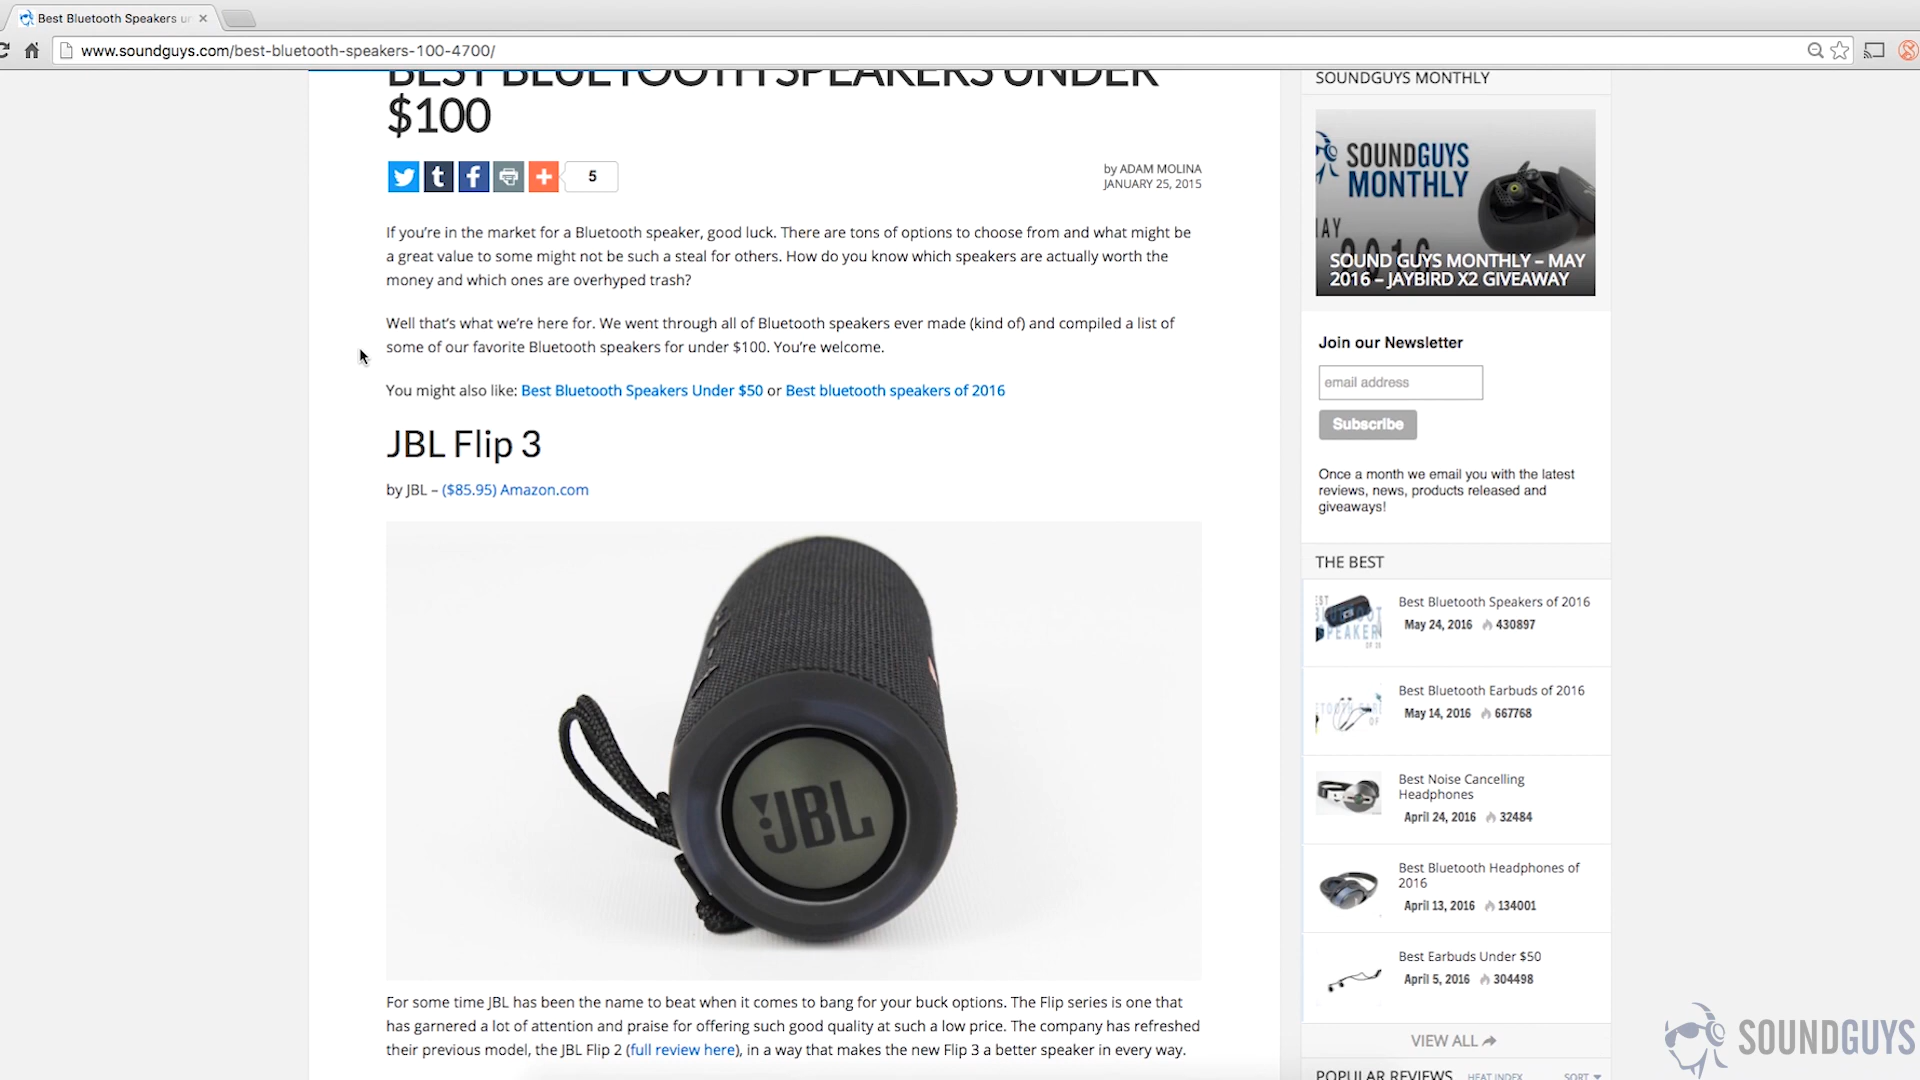 Best Bluetooth Speakers un
www.soundguys.com/best-bluetooth-speakers-100-4700/
BEST BLUETOOTH SPEAKERS UNDER
$100
5
by ADAM MOLINA
JANUARY 25, 2015
If you’re in the market for a Bluetooth speaker, good luck. There are tons of options to choose from and what might be
a great value to some might not be such a steal for others. How do you know which speakers are actually worth the
money and which ones are overhyped trash?
Well that’s what we’re here for. We went through all of Bluetooth speakers ever made (kind of) and compiled a list of
some of our favorite Bluetooth speakers for under $100. You’re welcome.
You might also like: Best Bluetooth Speakers Under $50 or Best bluetooth speakers of 2016
JBL Flip 3
by JBL – ($85.95) Amazon.com
JBL
For some time JBL has been the name to beat when it comes to bang for your buck options. The Flip series is one that
has garnered a lot of attention and praise for offering such good quality at such a low price. The company has refreshed
their previous model, the JBL Flip 2 (full review here), in a way that makes the new Flip 3 a better speaker in every way.
SOUNDGUYS MONTHLY
SOUNDGUYS
MONTHLY
2016
SOUND GUYS MONTHLY – MAY
2016 – JAYBIRD X2 GIVEAWAY
Join our Newsletter
email address
Subscribe
Once a month we email you with the latest
reviews, news, products released and
giveaways!
THE BEST
Best Bluetooth Speakers of 2016
May 24, 2016 430897
Best Bluetooth Earbuds of 2016
May 14, 2016 667768
Best Noise Cancelling
Headphones
April 24, 2016 32484
Best Bluetooth Headphones of
2016
April 13, 2016 134001
Best Earbuds Under $50
April 5, 2016 304498
VIEW ALL
POPULAR REVIEWS HEAT INDEX SORT
SOUNDGUYS